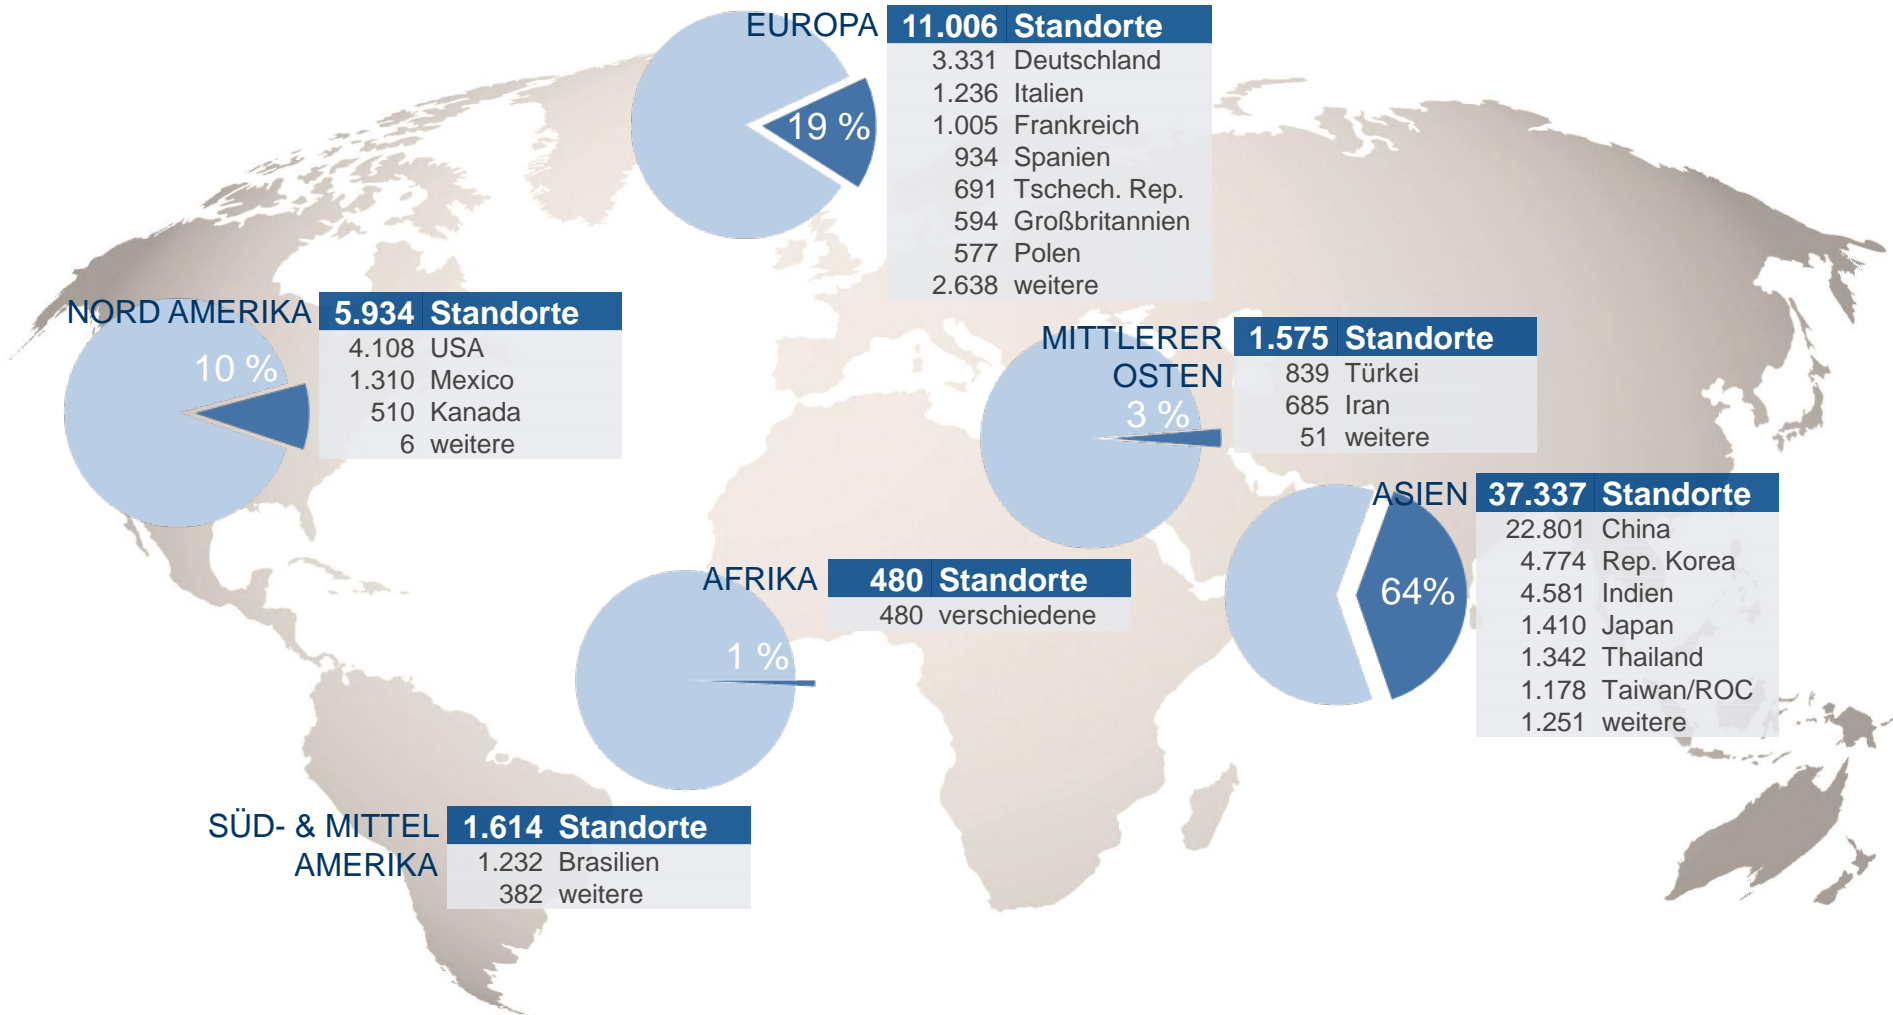 EUROPA
11.006 Standorte
3.331 Deutschland
1.236 Italien
1.005 Frankreich
934 Spanien
691 Tschech. Rep.
594 Großbritannien
577 Polen
2.638 weitere
19 %
NORD AMERIKA
5.934 Standorte
4.108 USA
1.310 Mexico
510 Kanada
6 weitere
10 %
MITTLERER
OSTEN
1.575 Standorte
839 Türkei
685 Iran
51 weitere
3 %
ASIEN
37.337 Standorte
22.801 China
4.774 Rep. Korea
4.581 Indien
1.410 Japan
1.342 Thailand
1.178 Taiwan/ROC
1.251 weitere
64%
AFRIKA
480 Standorte
480 verschiedene
1 %
SÜD- & MITTEL
AMERIKA
1.614 Standorte
1.232 Brasilien
382 weitere